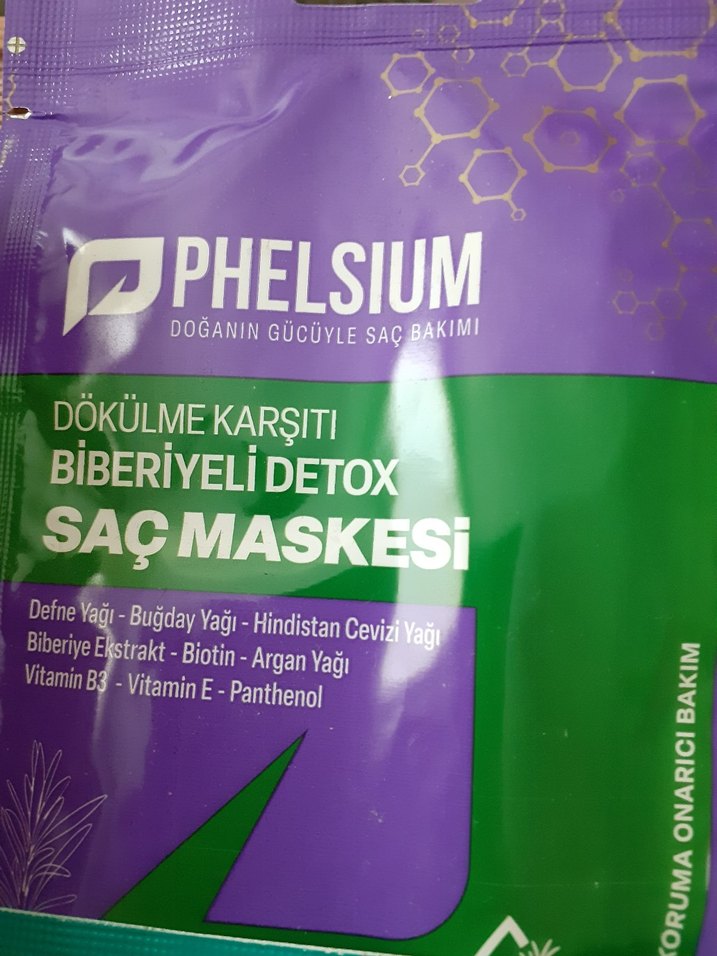 PHELSIUM
DOĞANIN GÜCÜYLE SAÇ BAKIMI
DÖKÜLME KARŞITI
BİBERİYELİ DETOX
SAÇ MASKESİ
Defne Yağı - Buğday Yağı - Hindistan Cevizi Yağı
Biberiye Ekstrakt - Biotin - Argan Yağı
Vitamin B3 - Vitamin E - Panthenol
KORUMA ONARICI BAKIM